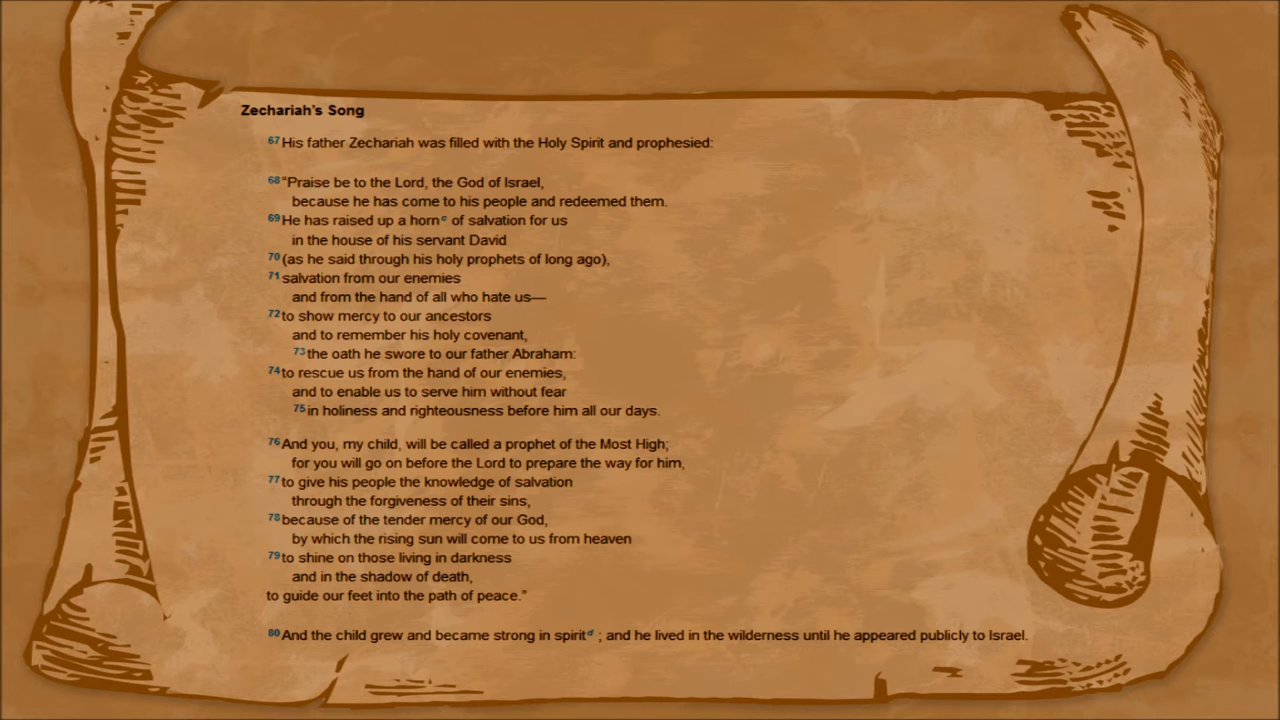 Zechariah's Song
67 His father Zechariah was filled with the Holy Spirit and prophesied:
68 "Praise be to the Lord, the God of Israel,
because he has come to his people and redeemed them.
69 He has raised up a horn c of salvation for us
in the house of his servant David
70 (as he said through his holy prophets of long ago),
71 salvation from our enemies
and from the hand of all who hate us—
72 to show mercy to our ancestors
and to remember his holy covenant,
73 the oath he swore to our father Abraham:
74 to rescue us from the hand of our enemies,
and to enable us to serve him without fear
75 in holiness and righteousness before him all our days.
76 And you, my child, will be called a prophet of the Most High;
for you will go on before the Lord to prepare the way for him,
77 to give his people the knowledge of salvation
through the forgiveness of their sins,
78 because of the tender mercy of our God,
by which the rising sun will come to us from heaven
79 to shine on those living in darkness
and in the shadow of death,
to guide our feet into the path of peace."
80 And the child grew and became strong in spirit d ; and he lived in the wilderness until he appeared publicly to Israel.